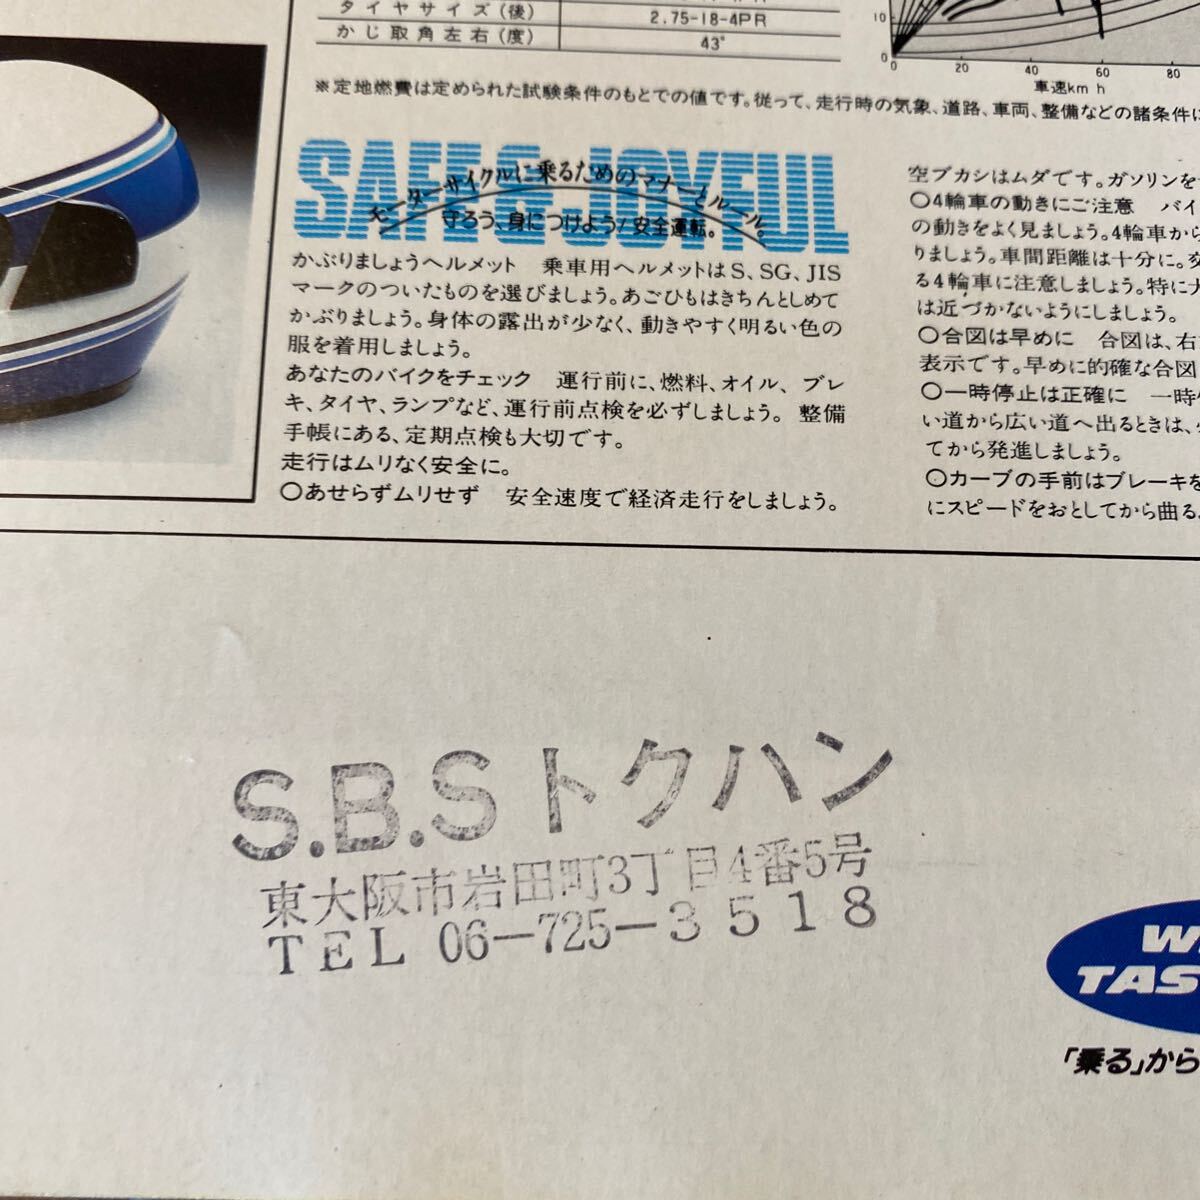 タイヤサイズ(後) 2.75-18-4PR
かじ取角左右(度) 43°
10
0
0 20 40 60 80
車速km h
※定地燃費は定められた試験条件のもとでの値です。従って、走行時の気象、道路、車両、整備などの諸条件に
SAFE & JOYFUL
モーターサイクルに乗るためのマナーとルール。
守ろう、身につけよう!安全運転。
かぶりましょうヘルメット　乗車用ヘルメットはS、SG、JIS
マークのついたものを選びましょう。あごひもはきちんとしめて
かぶりましょう。身体の露出が少なく、動きやすく明るい色の
服を着用しましょう。
あなたのバイクをチェック　運行前に、燃料、オイル、ブレー
キ、タイヤ、ランプなど、運行前点検を必ずしましょう。整備
手帳にある、定期点検も大切です。
走行はムリなく安全に。
○あせらずムリせず　安全速度で経済走行をしましょう。
空ブカシはムダです。ガソリンを
○4輪車の動きにご注意　バイ
の動きをよく見ましょう。4輪車から
りましょう。車間距離は十分に。交
る4輪車に注意しましょう。特に大
は近づかないようにしましょう。
○合図は早めに　合図は、右
表示です。早めに的確な合図
○一時停止は正確に　一時
い道から広い道へ出るときは、
てから発進しましょう。
○カーブの手前はブレーキを
にスピードをおとしてから曲る。
S.B.S トクハン
東大阪市岩田町3丁目4番5号
TEL 06-725-3518
TAS
「乗る」から